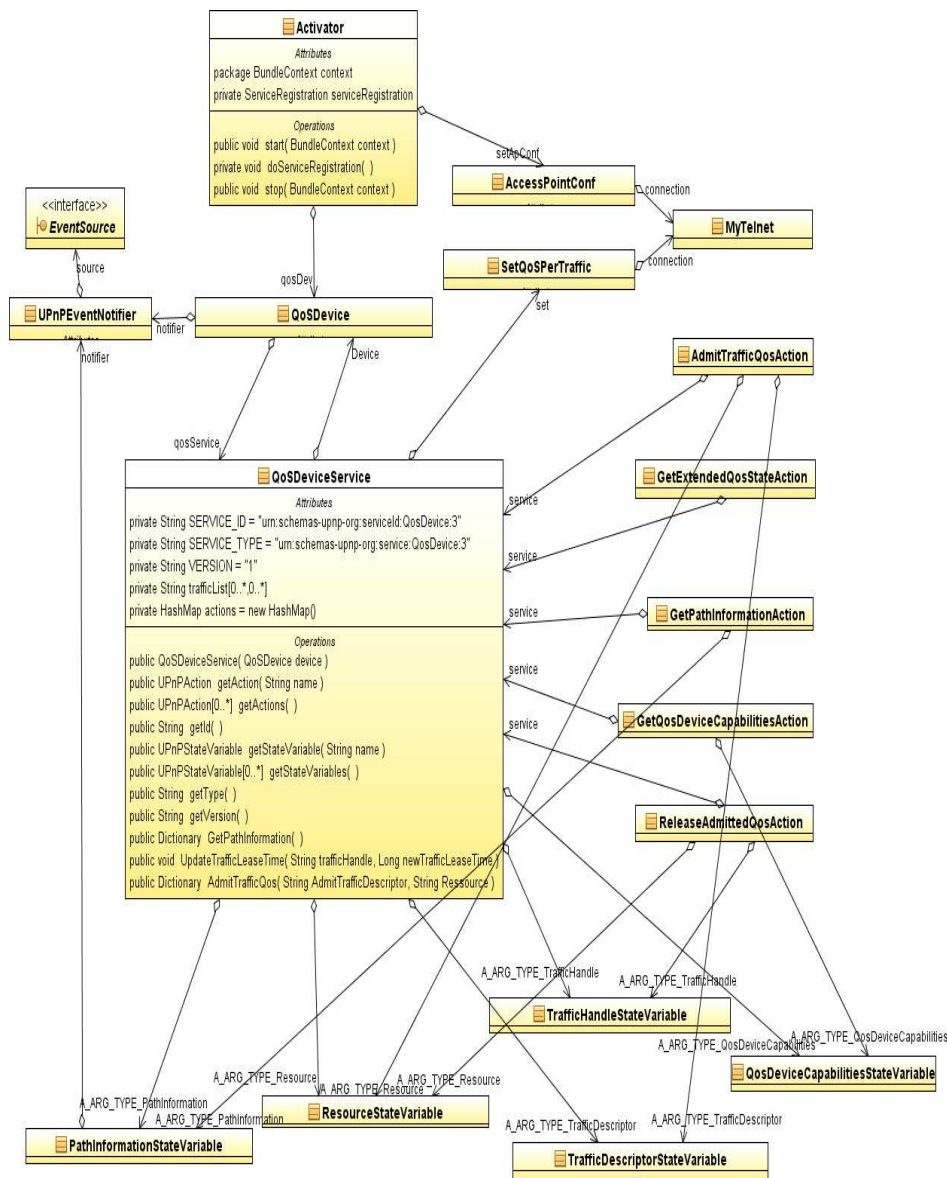 Activator
Attributes
package BundleContext context
private ServiceRegistration serviceRegistration
Operations
public void start( BundleContext context )
private void doServiceRegistration( )
public void stop( BundleContext context )
setApConf
AccessPointConf
connection
<<interface>>
EventSource
MyTelnet
source
SetQoSPerTraffic
connection
qosDev
set
UPnPEventNotifier
notifier
QoSDevice
notifier
Device
AdmitTrafficQosAction
qosService
QoSDeviceService
GetExtendedQosStateAction
Attributes
service
private String SERVICE_ID = "urn:schemas-upnp-org:serviceId:QosDevice:3"
private String SERVICE_TYPE = "urn:schemas-upnp-org:service:QosDevice:3"
private String VERSION = "1"
service
private String trafficList[0..*,0..*]
private HashMap actions = new HashMap()
service
GetPathInformationAction
Operations
public QoSDeviceService( QoSDevice device )
public UPnPAction getAction( String name )
service
public UPnPAction[0..*] getActions( )
public String getId( )
service
GetQosDeviceCapabilitiesAction
public UPnPStateVariable getStateVariable( String name )
public UPnPStateVariable[0..*] getStateVariables( )
public String getType( )
public String getVersion( )
ReleaseAdmittedQosAction
public Dictionary GetPathInformation( )
public void UpdateTrafficLeaseTime( String trafficHandle, Long newTrafficLeaseTime )
public Dictionary AdmitTrafficQos( String AdmitTrafficDescriptor, String Ressource )
A_ARG_TYPE_TrafficHandle
A_ARG_TYPE_TrafficHandle
TrafficHandleStateVariable
A_ARG_TYPE_QosDeviceCapabilities
A_ARG_TYPE_QosDeviceCapabilities
QosDeviceCapabilitiesStateVariable
A_ARG_TYPE_Resource
A_ARG_TYPE_Resource
A_ARG_TYPE_Resource
ResourceStateVariable
A_ARG_TYPE_PathInformation
A_ARG_TYPE_PathInformation
PathInformationStateVariable
A_ARG_TYPE_TrafficDescriptor
A_ARG_TYPE_TrafficDescriptor
TrafficDescriptorStateVariable